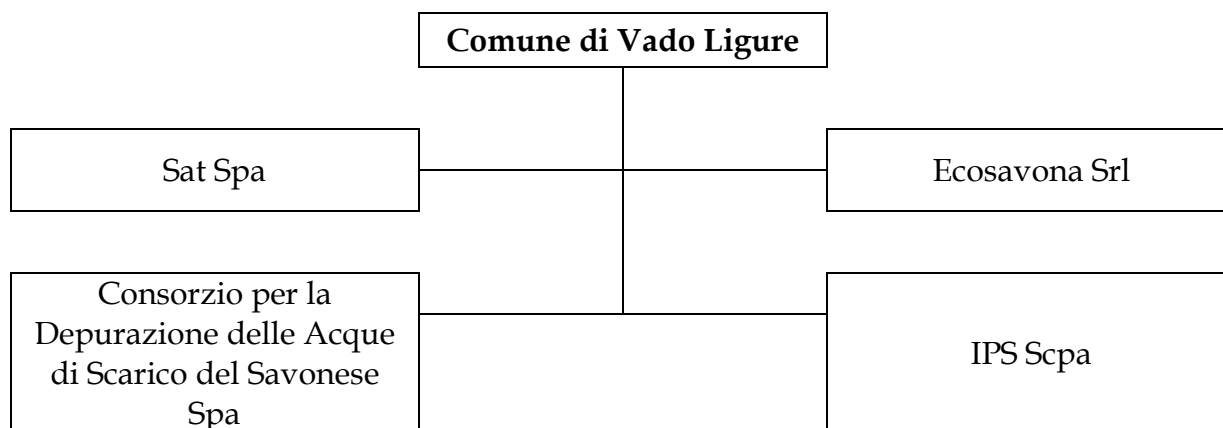 Comune di Vado Ligure
Sat Spa
Ecosavona Srl
Consorzio per la
Depurazione delle Acque
di Scarico del Savonese
Spa
IPS Scpa